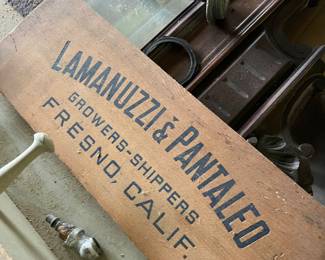 LAMANUZZI & PANTALEO
GROWERS-SHIPPERS
FRESNO, CALIF.